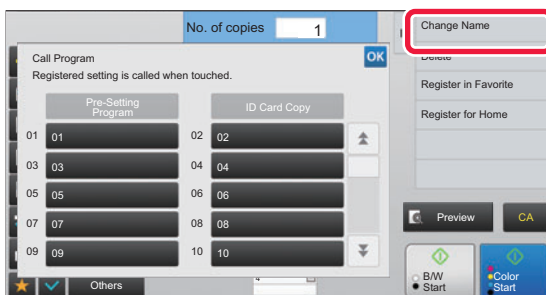 No. of copies 1
Change Name
Call Program
OK
Delete
Registered setting is called when touched.
Register in Favorite
Pre-Setting
Program
ID Card Copy
Register for Home
01 01 02 02
03 03 04 04
05 05 06 06
07 07 08 08
Preview CA
09 09 10 10
B/W
Start
Color
Start
Others